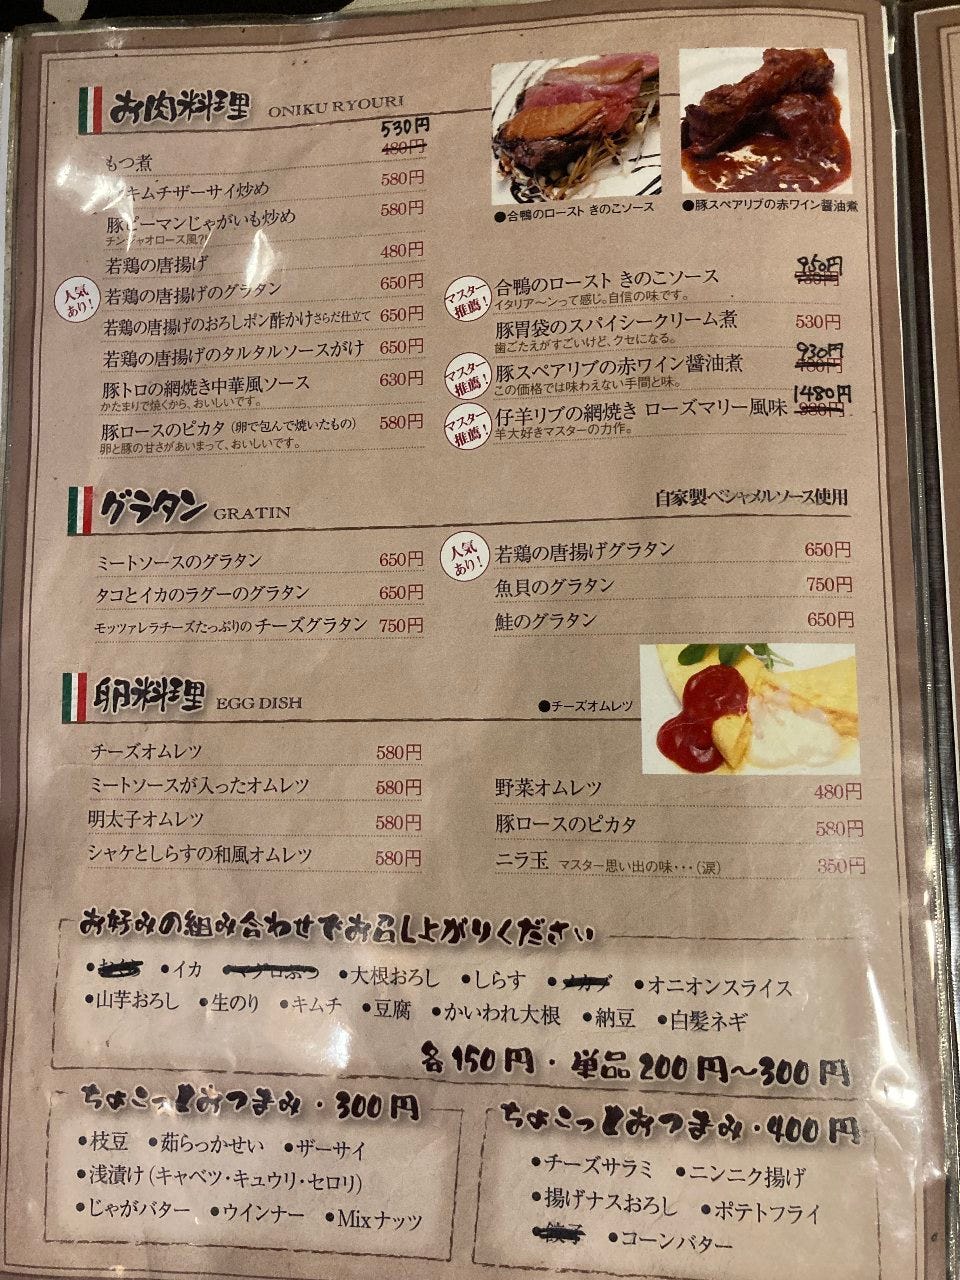 お肉料理 ONIKU RYOURI
もつ煮 530円 480円
キムチザーサイ炒め 580円
豚ピーマンじゃがいも炒め 580円
チンジャオロース風?!
若鶏の唐揚げ 480円
人気あり!
若鶏の唐揚げのグラタン 650円
若鶏の唐揚げのおろしポン酢かけさらだ仕立て 650円
若鶏の唐揚げのタルタルソースがけ 650円
豚トロの網焼き中華風ソース 630円
かたまりで焼くから、おいしいです。
豚ロースのピカタ (卵で包んで焼いたもの) 580円
卵と豚の甘さがあいまって、おいしいです。
●合鴨のロースト きのこソース
●豚スペアリブの赤ワイン醤油煮
マスター推薦!
合鴨のロースト きのこソース 950円
イタリア〜ンって感じ。自信の味です。
豚胃袋のスパイシークリーム煮 530円
歯ごたえがすごいけど、クセになる。
マスター推薦!
豚スペアリブの赤ワイン醤油煮 930円
この価格では味わえない手間と味。
マスター推薦!
仔羊リブの網焼き ローズマリー風味 1480円
羊大好きマスターの力作。
グラタン GRATIN
自家製ベシャメルソース使用
ミートソースのグラタン 650円
タコとイカのラグーのグラタン 650円
モッツァレラチーズたっぷりの チーズグラタン 750円
人気あり!
若鶏の唐揚げグラタン 650円
魚貝のグラタン 750円
鮭のグラタン 650円
卵料理 EGG DISH
●チーズオムレツ
チーズオムレツ 580円
ミートソースが入ったオムレツ 580円
明太子オムレツ 580円
シャケとしらすの和風オムレツ 580円
野菜オムレツ 480円
豚ロースのピカタ 580円
ニラ玉 マスター思い出の味・・・(涙) 350円
お好みの組み合わせでお召し上がりください
●イカ ●大根おろし ●しらす ●メカブ ●オニオンスライス
●山芋おろし ●生のり ●キムチ ●豆腐 ●かいわれ大根 ●納豆 ●白髪ネギ
各150円・単品200円〜300円
ちょこっとおつまみ・300円
●枝豆 ●茹らっかせい ●ザーサイ
●浅漬け(キャベツ・キュウリ・セロリ)
●じゃがバター ●ウインナー ●Mixナッツ
ちょこっとおつまみ・400円
●チーズサラミ ●ニンニク揚げ
●揚げナスおろし ●ポテトフライ
●餃子 ●コーンバター